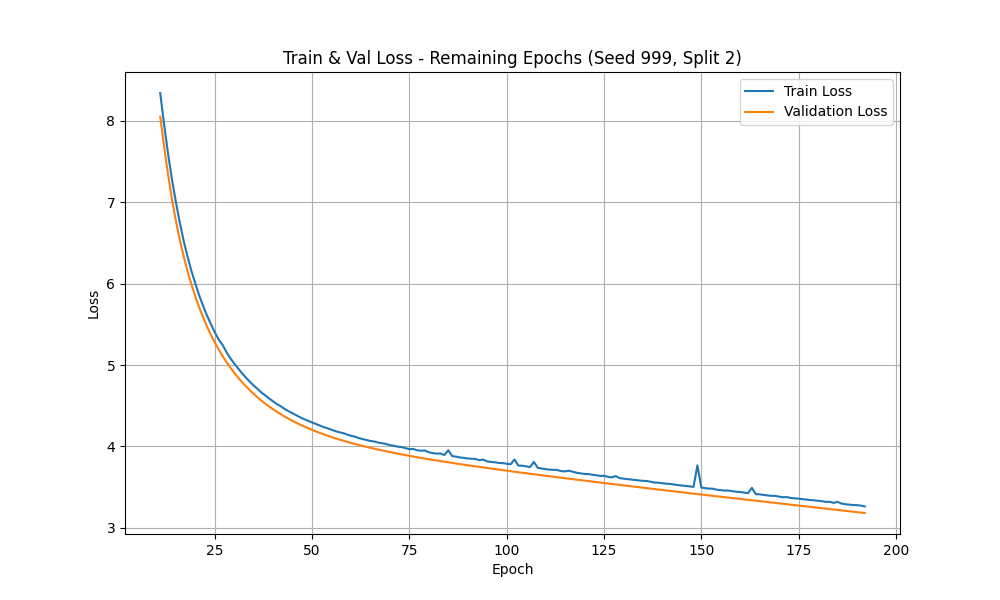 Train & Val Loss - Remaining Epochs (Seed 999, Split 2)
Train Loss
Validation Loss
8
7
6
5
4
3
Loss
25 50 75 100 125 150 175 200
Epoch